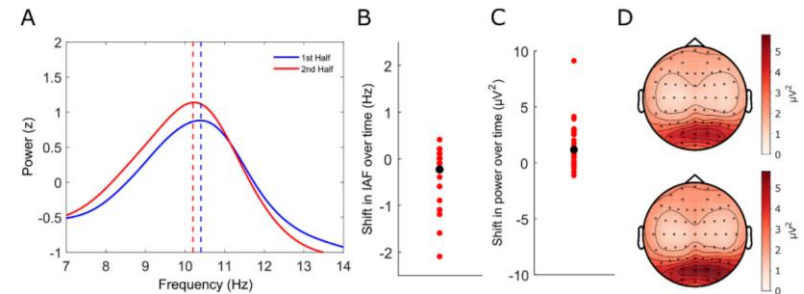 A
Power (z)
2
1.5
1
0.5
0
-0.5
-1
7 8 9 10 11 12 13 14
Frequency (Hz)
1st Half
2nd Half
B
Shift in IAF over time (Hz)
2
1
0
-1
-2
C
Shift in power over time (μV²)
10
5
0
-5
-10
D
5
4
3
2
1
0
μV²
5
4
3
2
1
0
μV²